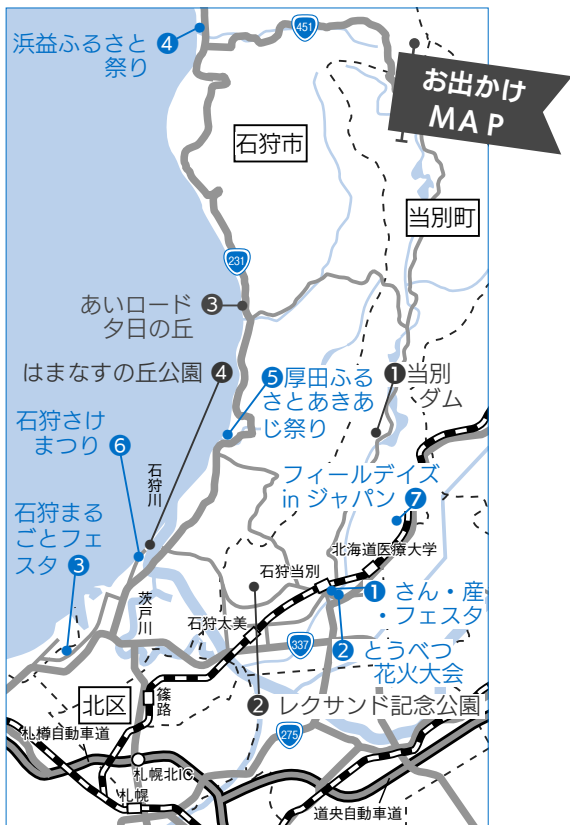 451
浜益ふるさと ❹
祭り
お出かけ
MAP
石狩市
当別町
231
あいロード ❸
夕日の丘
はまなすの丘公園 ❹
❺厚田ふる
さとあきあ
じ祭り
❶当別
ダム
石狩さけ
まつり ❻
石狩川
フィールデイズ
in ジャパン ❼
石狩まる
ごとフェ
スタ ❸
北海道医療大学
石狩当別
❶ さん・産
・フェスタ
茨戸川
石狩太美
337
❷ とうべつ
花火大会
北区
篠路
❷ レクサンド記念公園
札樽自動車道
275
札幌北IC
札幌
道央自動車道